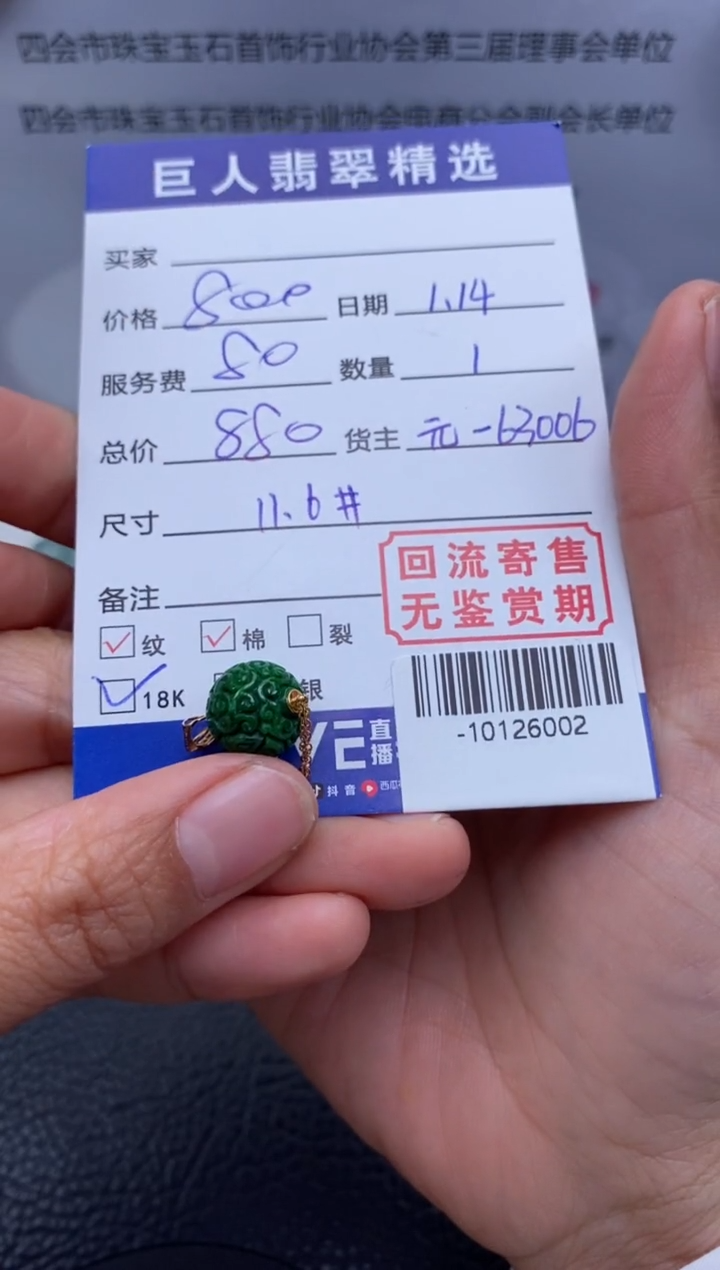 四会市珠宝玉石首饰行业协会第三届理事会单位
四会市珠宝玉石首饰行业协会电商分会副会长单位
巨人翡翠精选
买家
价格 800 日期 1.14
服务费 80 数量 1
总价 880 货主 元-63006
尺寸 11.6#
备注
回流寄售
无鉴赏期
纹 棉 裂
18K 银
直播
抖音 西瓜
-10126002